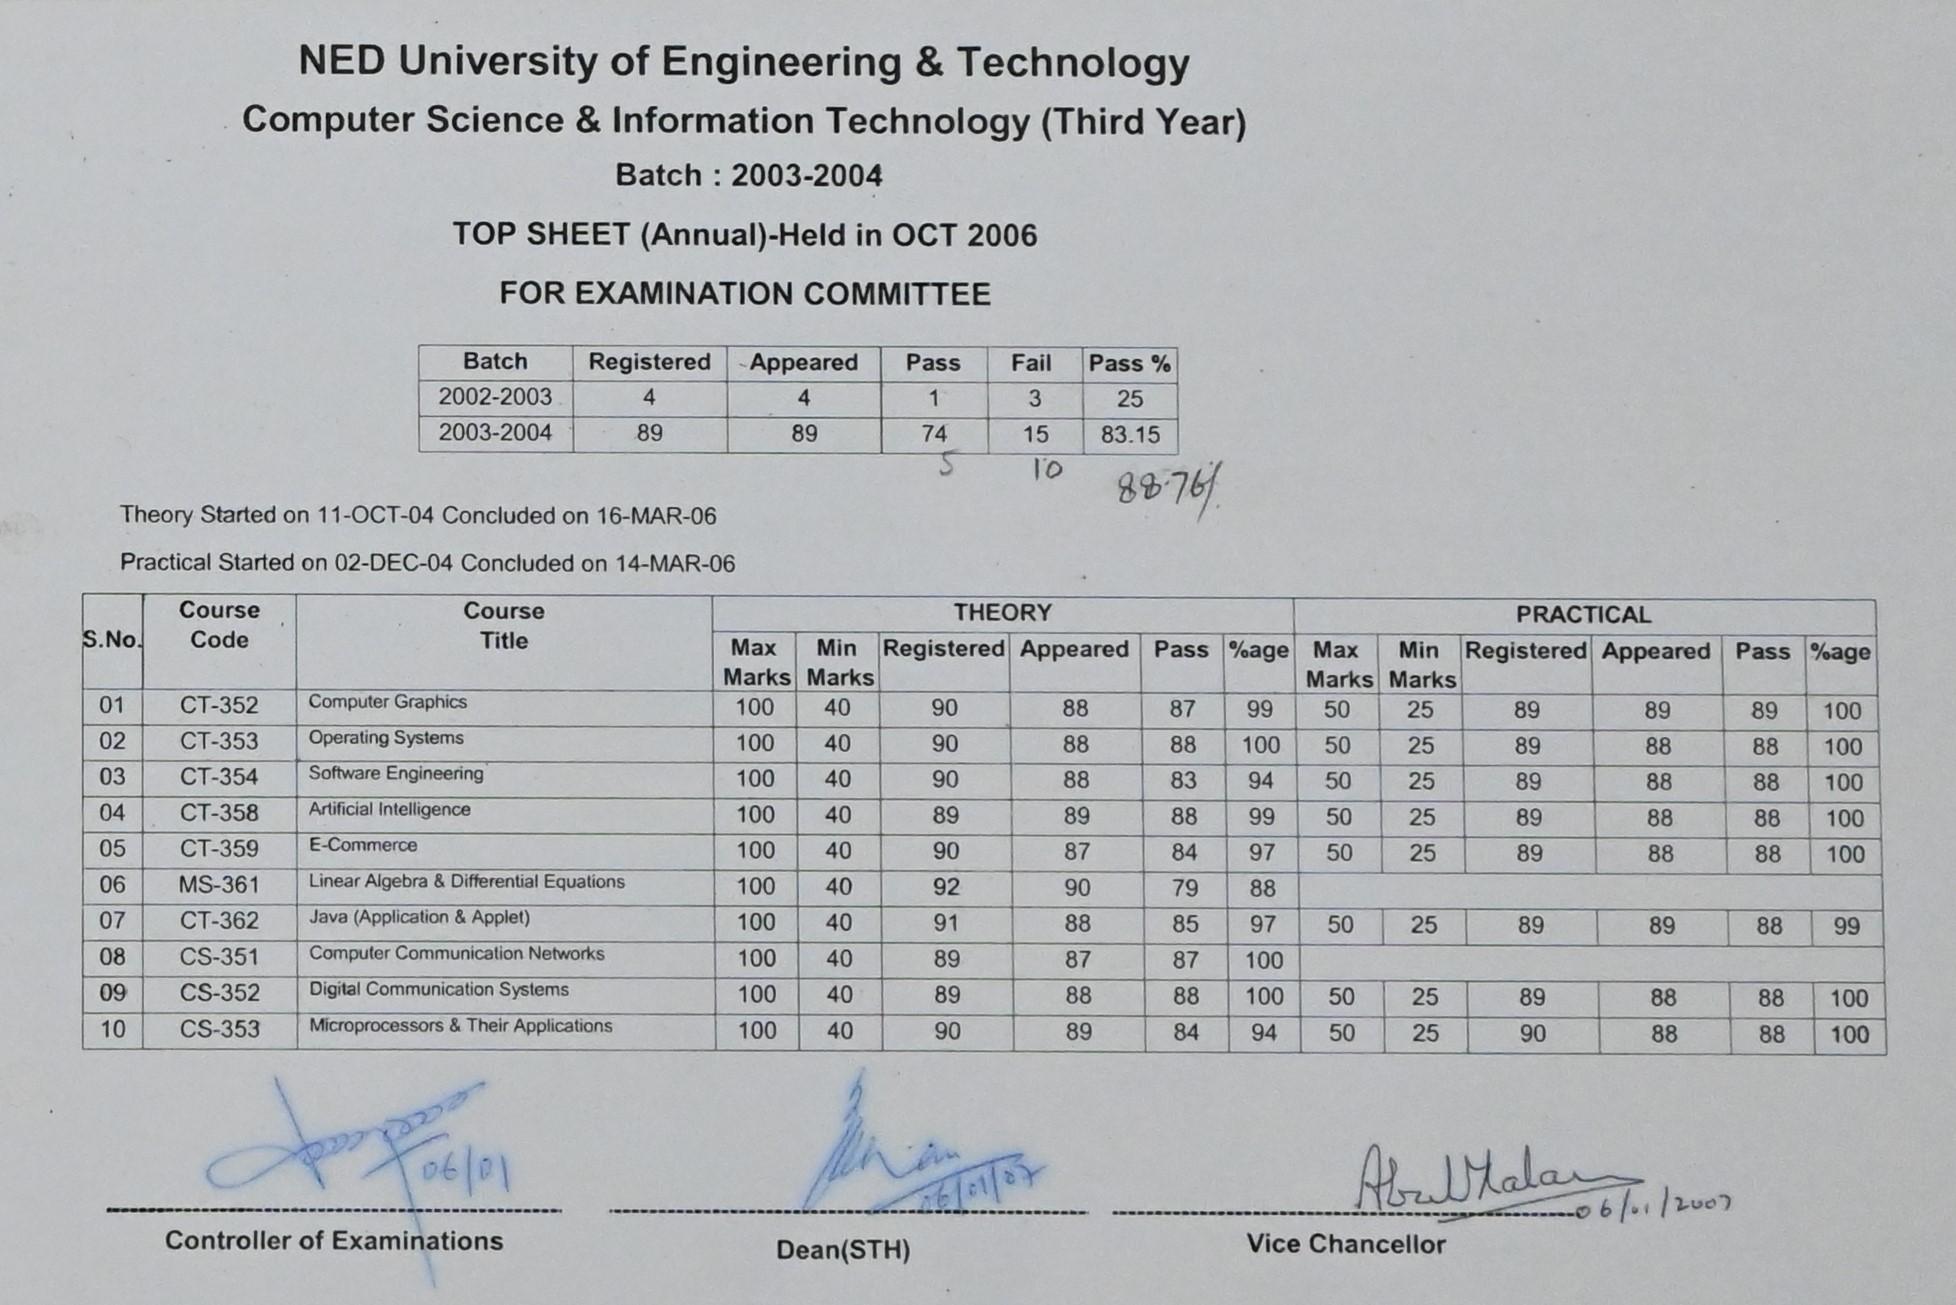 NED University of Engineering & Technology
Computer Science & Information Technology (Third Year)
Batch : 2003-2004
TOP SHEET (Annual)-Held in OCT 2006
FOR EXAMINATION COMMITTEE
Batch Registered Appeared Pass Fail Pass %
2002-2003 4 4 1 3 25
2003-2004 89 89 74 15 83.15
5 10 88.76%
Theory Started on 11-OCT-04 Concluded on 16-MAR-06
Practical Started on 02-DEC-04 Concluded on 14-MAR-06
S.No. Course Code Course Title THEORY PRACTICAL
Max Marks Min Marks Registered Appeared Pass %age Max Marks Min Marks Registered Appeared Pass %age
01 CT-352 Computer Graphics 100 40 90 88 87 99 50 25 89 89 89 100
02 CT-353 Operating Systems 100 40 90 88 88 100 50 25 89 88 88 100
03 CT-354 Software Engineering 100 40 90 88 83 94 50 25 89 88 88 100
04 CT-358 Artificial Intelligence 100 40 89 89 88 99 50 25 89 88 88 100
05 CT-359 E-Commerce 100 40 90 87 84 97 50 25 89 88 88 100
06 MS-361 Linear Algebra & Differential Equations 100 40 92 90 79 88
07 CT-362 Java (Application & Applet) 100 40 91 88 85 97 50 25 89 89 88 99
08 CS-351 Computer Communication Networks 100 40 89 87 87 100
09 CS-352 Digital Communication Systems 100 40 89 88 88 100 50 25 89 88 88 100
10 CS-353 Microprocessors & Their Applications 100 40 90 89 84 94 50 25 90 88 88 100
06/01 06/01/07 06/01/2007
Controller of Examinations Dean(STH) Vice Chancellor